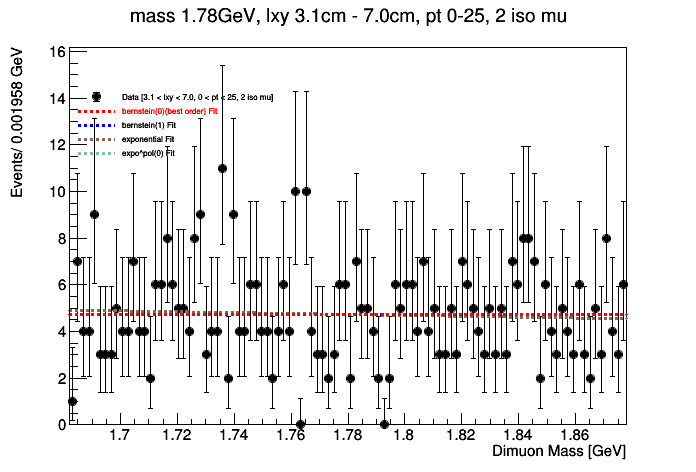 mass 1.78GeV, lxy 3.1cm - 7.0cm, pt 0-25, 2 iso mu
Events/ 0.001958 GeV
16
14
12
10
8
6
4
2
0
Data [3.1 < lxy < 7.0, 0 < pt < 25, 2 iso mu]
bernstein(0)(best order) Fit
bernstein(1) Fit
exponential Fit
expo*pol(0) Fit
1.7 1.72 1.74 1.76 1.78 1.8 1.82 1.84 1.86
Dimuon Mass [GeV]